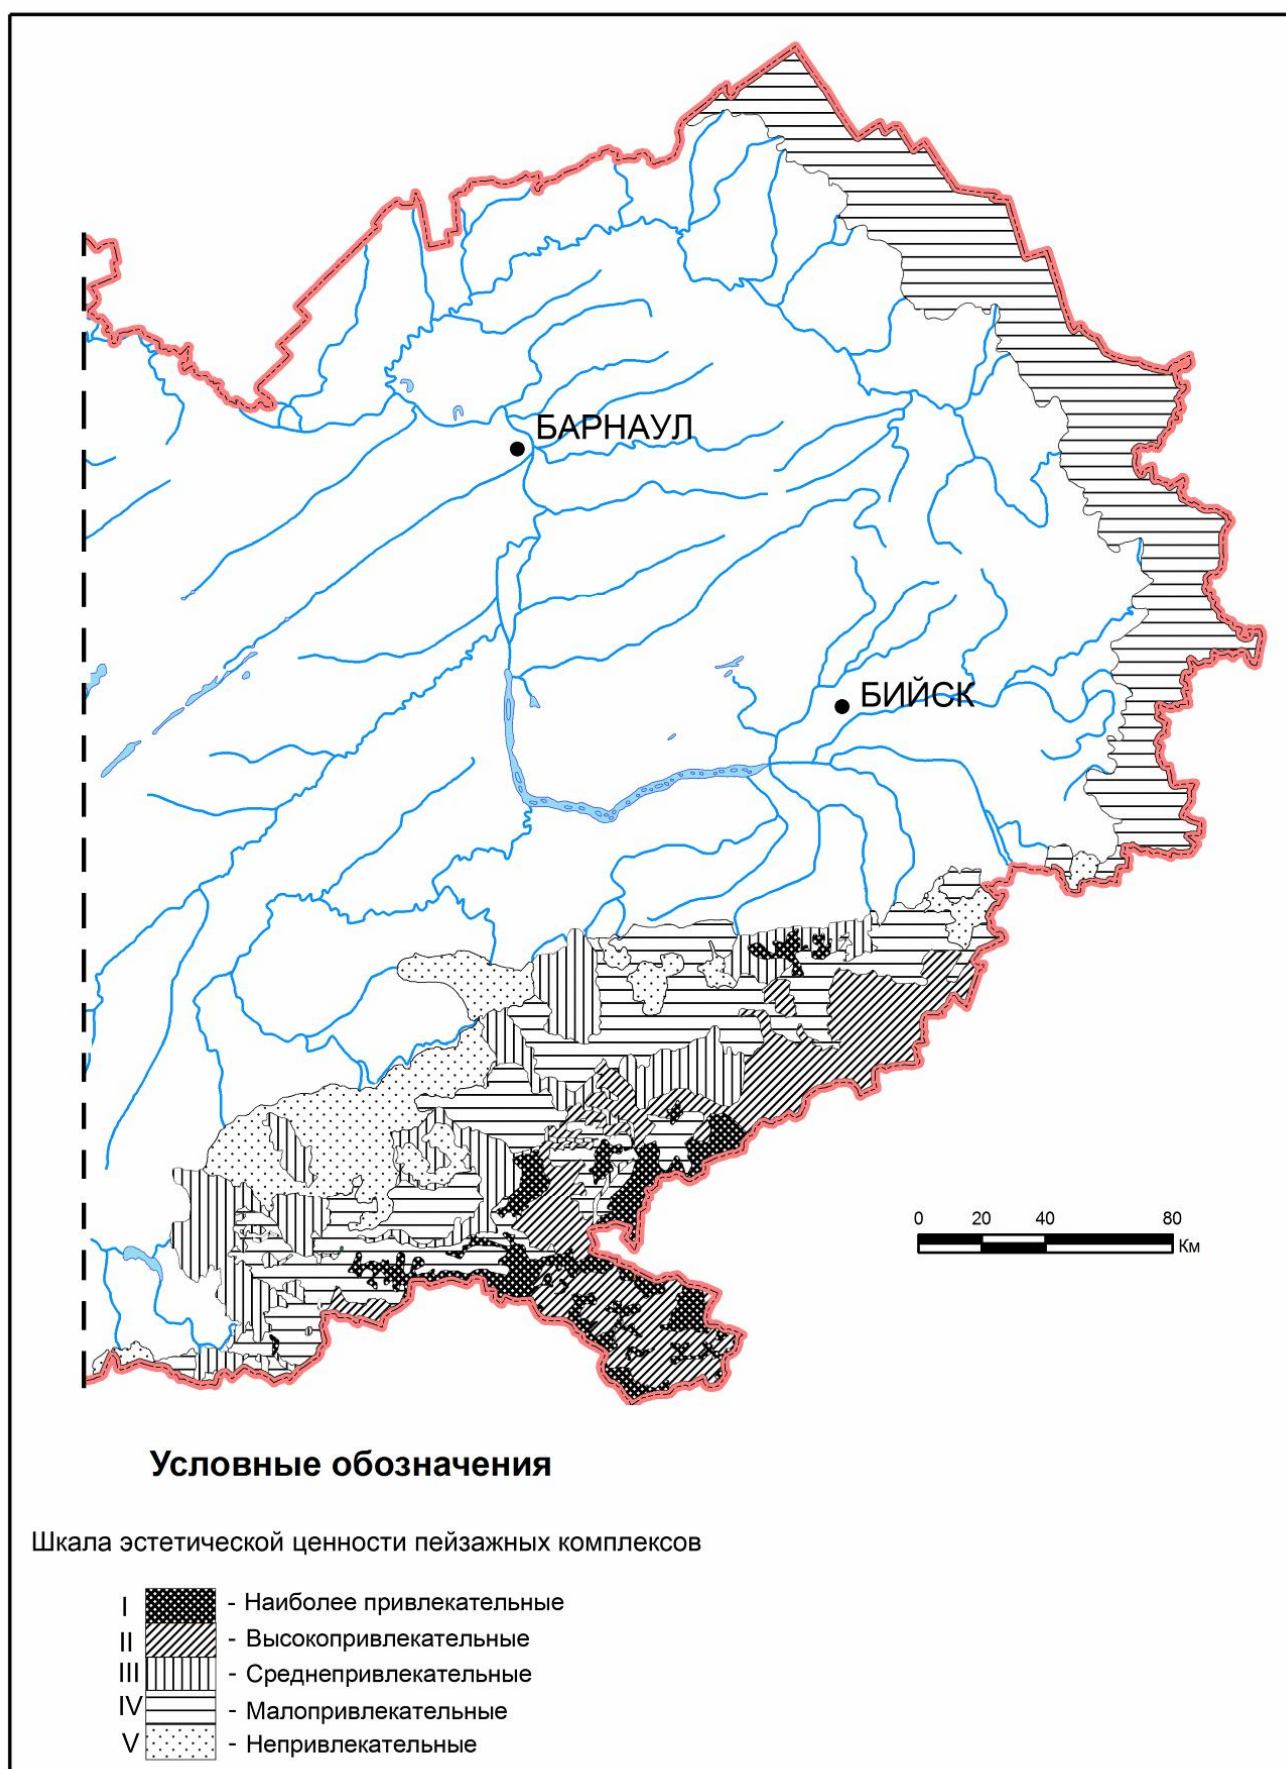 БАРНАУЛ
БИЙСК
0 20 40 80
Км
Условные обозначения
Шкала эстетической ценности пейзажных комплексов
I - Наиболее привлекательные
II - Высокопривлекательные
III - Среднепривлекательные
IV - Малопривлекательные
V - Непривлекательные